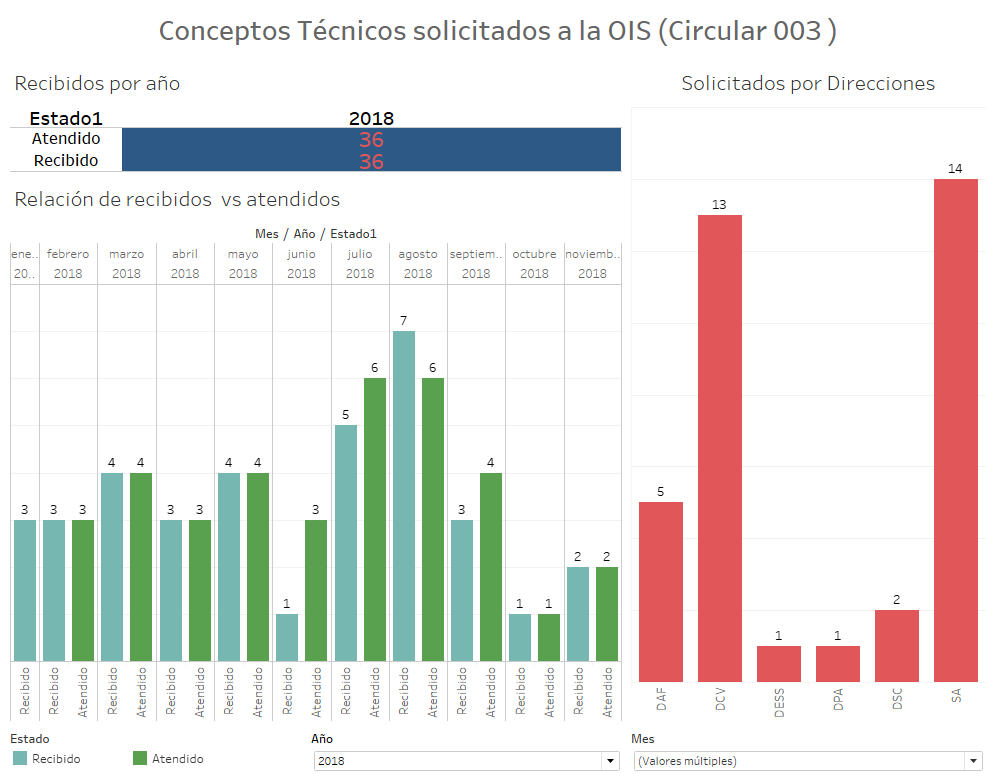 Conceptos Técnicos solicitados a la OIS (Circular 003 )
Recibidos por año
Estado1 2018
Atendido 36
Recibido 36
Relación de recibidos vs atendidos
Mes / Año / Estado1
ene.. febrero marzo abril mayo junio julio agosto septiem.. octubre noviemb..
20.. 2018 2018 2018 2018 2018 2018 2018 2018 2018 2018
3 3 3 4 4 3 3 4 4 1 3 5 6 7 6 3 4 1 1 2 2
Recibido Recibido Atendido Recibido Atendido Recibido Atendido Recibido Atendido Recibido Atendido Recibido Atendido Recibido Atendido Recibido Atendido Recibido Atendido Recibido Atendido
Solicitados por Direcciones
5 13 1 1 2 14
DAF DCV DESS DPA DSC SA
Estado
Recibido Atendido
Año
2018
Mes
(Valores múltiples)